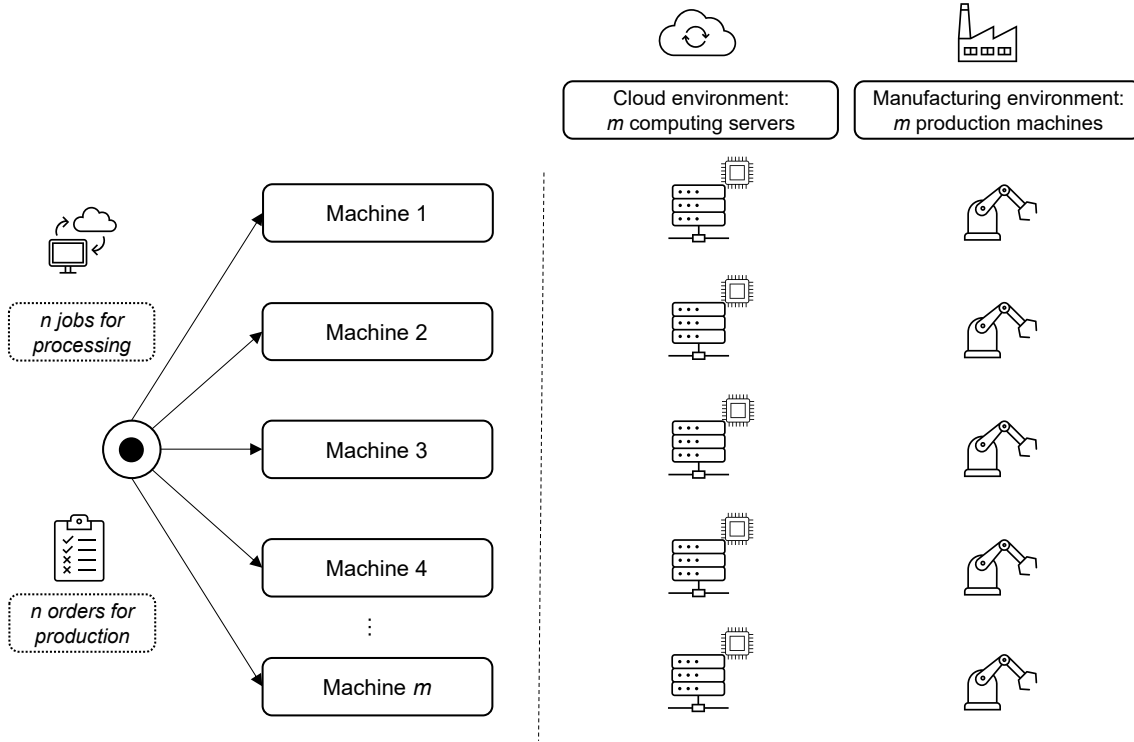 Cloud environment:
m computing servers
Manufacturing environment:
m production machines
Machine 1
n jobs for
processing
Machine 2
Machine 3
Machine 4
n orders for
production
⋮
Machine m